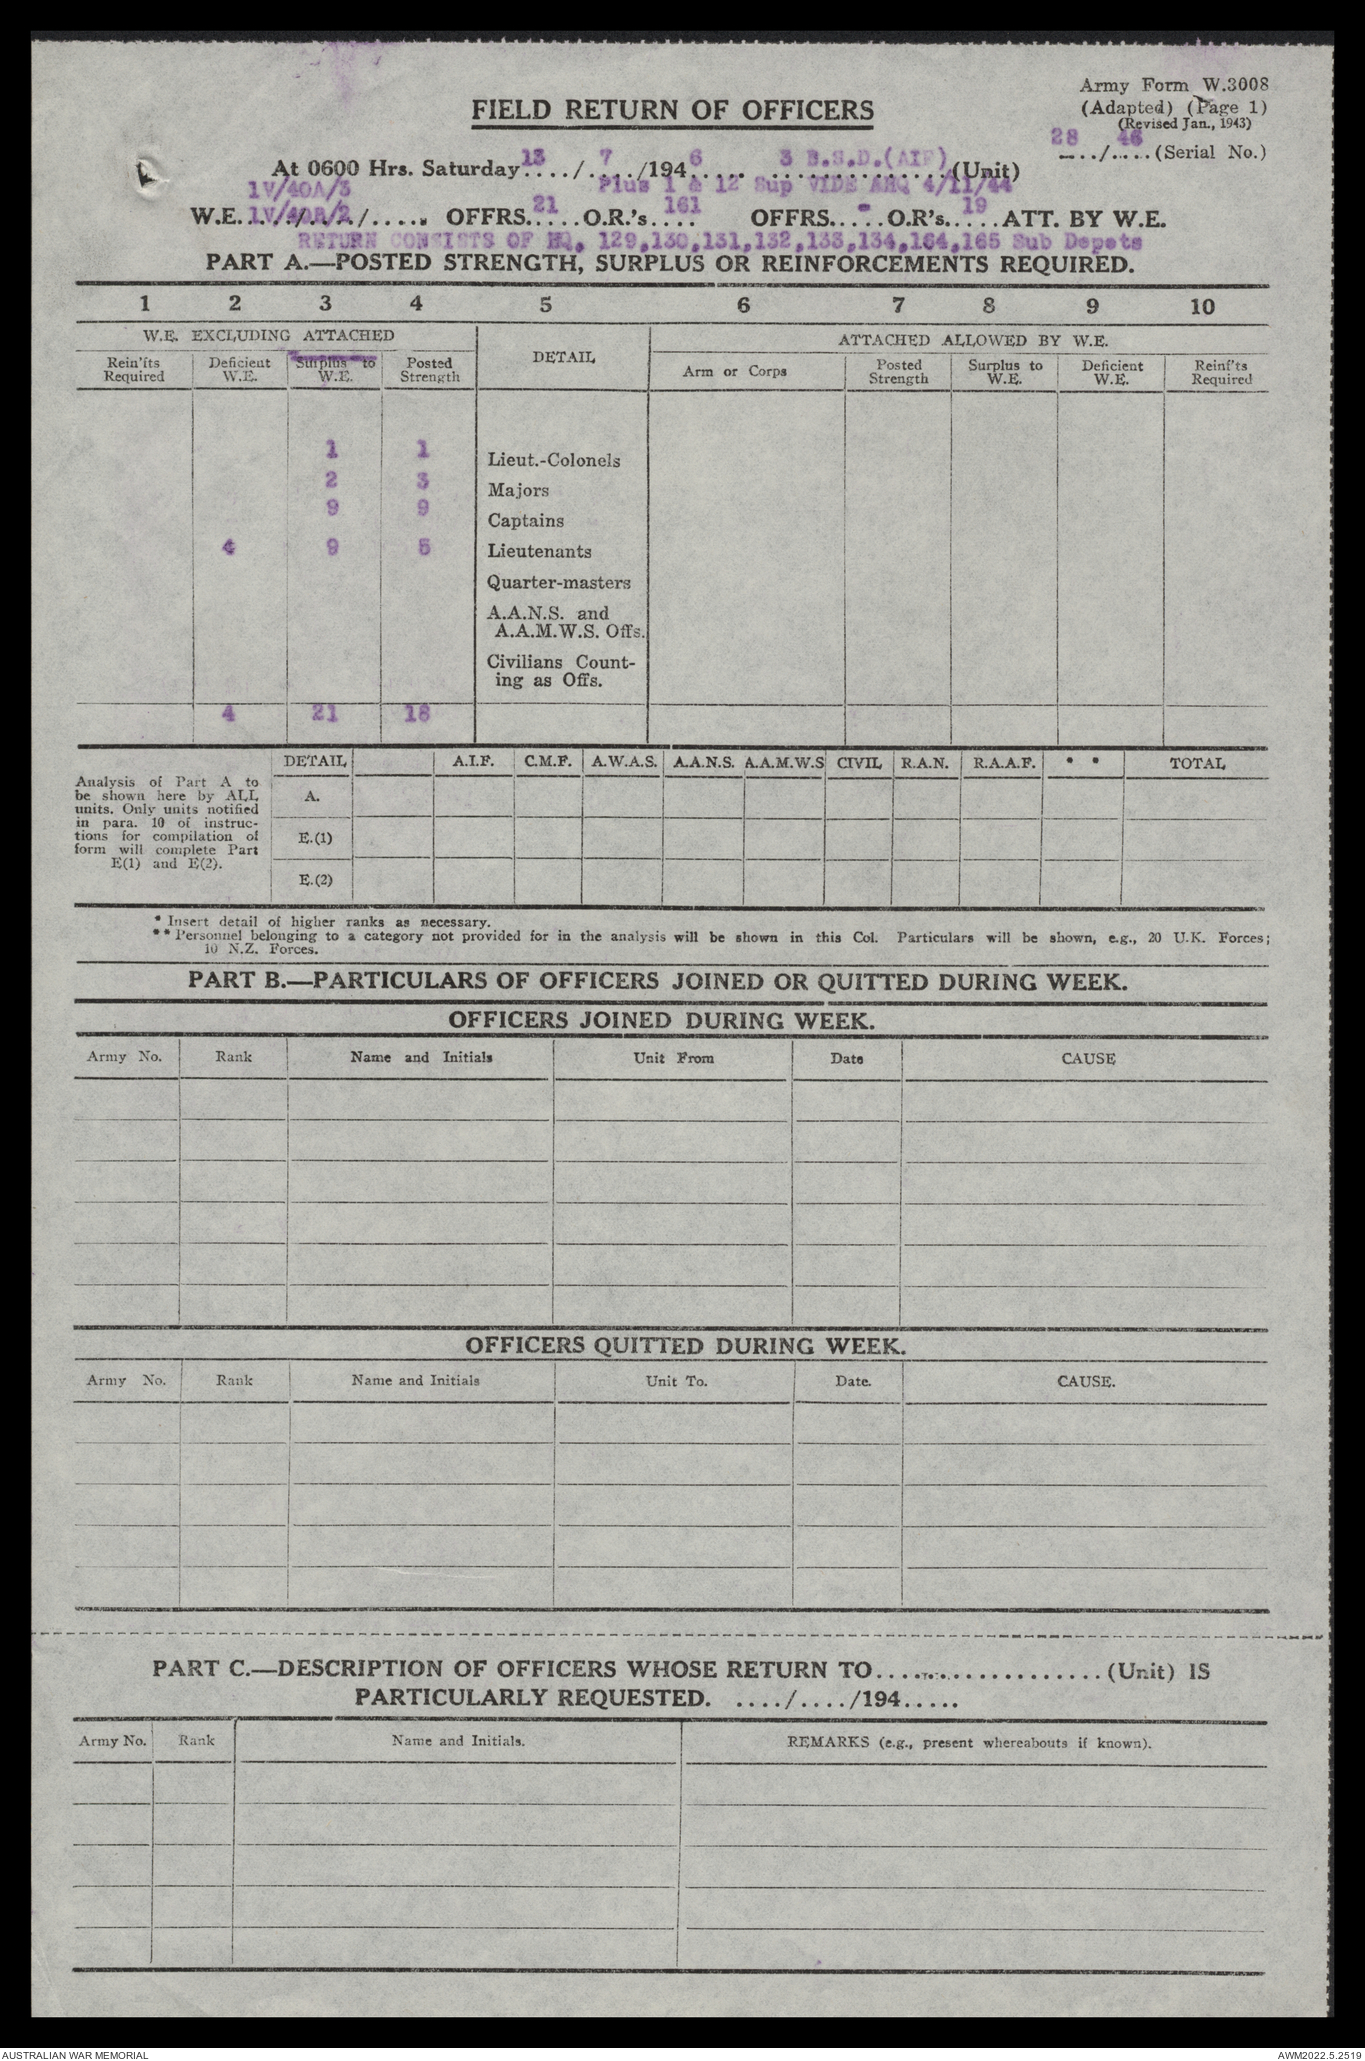 Army Form W.3008
FIELD RETURN OF OFFICERS
(Adapted) (Page 1)
(Revised Jan., 1943)
28 46
..../.... (Serial No.)
13 7 6 3 B.S.D.(AIF)
At 0600 Hrs. Saturday..../..../194..... ................(Unit)
1V/40A/3 Plus 1 & 12 Sup VIDE AHQ 4/11/44
1V/40B/2 21 161 - 19
W.E. ..../..../..... OFFRS.....O.R.'s.... OFFRS.....O.R's.....ATT. BY W.E.
RETURN CONSISTS OF HQ, 129,130,131,132,133,134,164,165 Sub Depots
PART A.—POSTED STRENGTH, SURPLUS OR REINFORCEMENTS REQUIRED.
1 2 3 4 5 6 7 8 9 10
W.E. EXCLUDING ATTACHED DETAIL ATTACHED ALLOWED BY W.E.
Rein'fts Required Deficient W.E. Surplus to W.E. Posted Strength Arm or Corps Posted Strength Surplus to W.E. Deficient W.E. Reinf'ts Required
1 1 Lieut.-Colonels
2 3 Majors
9 9 Captains
4 9 5 Lieutenants
Quarter-masters
A.A.N.S. and
A.A.M.W.S. Offs.
Civilians Count-
ing as Offs.
4 21 18
DETAIL A.I.F. C.M.F. A.W.A.S. A.A.N.S. A.A.M.W.S CIVIL R.A.N. R.A.A.F. * * TOTAL
Analysis of Part A to
be shown here by ALL
units. Only units notified
in para. 10 of instruc-
tions for compilation of
form will complete Part
E(1) and E(2).
A.
E.(1)
E.(2)
* Insert detail of higher ranks as necessary.
** Personnel belonging to a category not provided for in the analysis will be shown in this Col. Particulars will be shown, e.g., 20 U.K. Forces;
10 N.Z. Forces.
PART B.—PARTICULARS OF OFFICERS JOINED OR QUITTED DURING WEEK.
OFFICERS JOINED DURING WEEK.
Army No. Rank Name and Initials Unit From Date CAUSE
OFFICERS QUITTED DURING WEEK.
Army No. Rank Name and Initials Unit To. Date. CAUSE.
PART C.—DESCRIPTION OF OFFICERS WHOSE RETURN TO.....................(Unit) IS
PARTICULARLY REQUESTED. ..../..../194.....
Army No. Rank Name and Initials. REMARKS (e.g., present whereabouts if known).
AUSTRALIAN WAR MEMORIAL AWM2022.5.2519